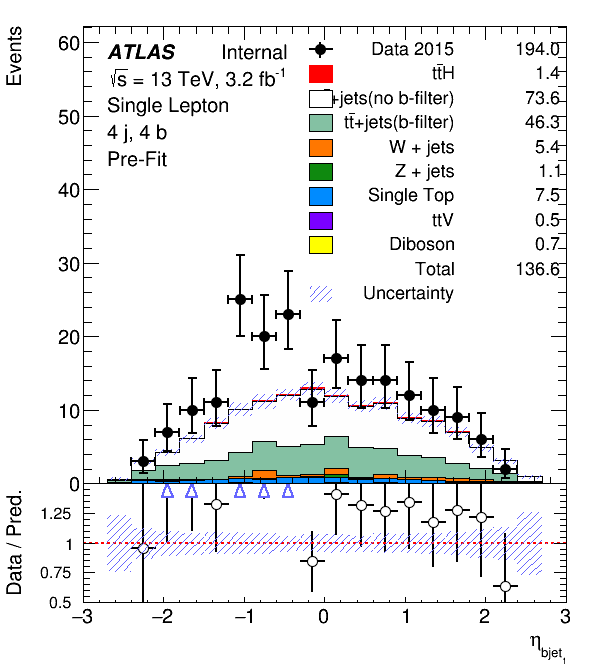 Events
60
50
40
30
20
10
0
ATLAS Internal
√s = 13 TeV, 3.2 fb-1
Single Lepton
4 j, 4 b
Pre-Fit
Data 2015 194.0
tt̄H 1.4
+jets(no b-filter) 73.6
tt̄+jets(b-filter) 46.3
W + jets 5.4
Z + jets 1.1
Single Top 7.5
ttV 0.5
Diboson 0.7
Total 136.6
Uncertainty
Data / Pred.
1.25
1
0.75
0.5
−3 −2 −1 0 1 2 3
ηbjet1